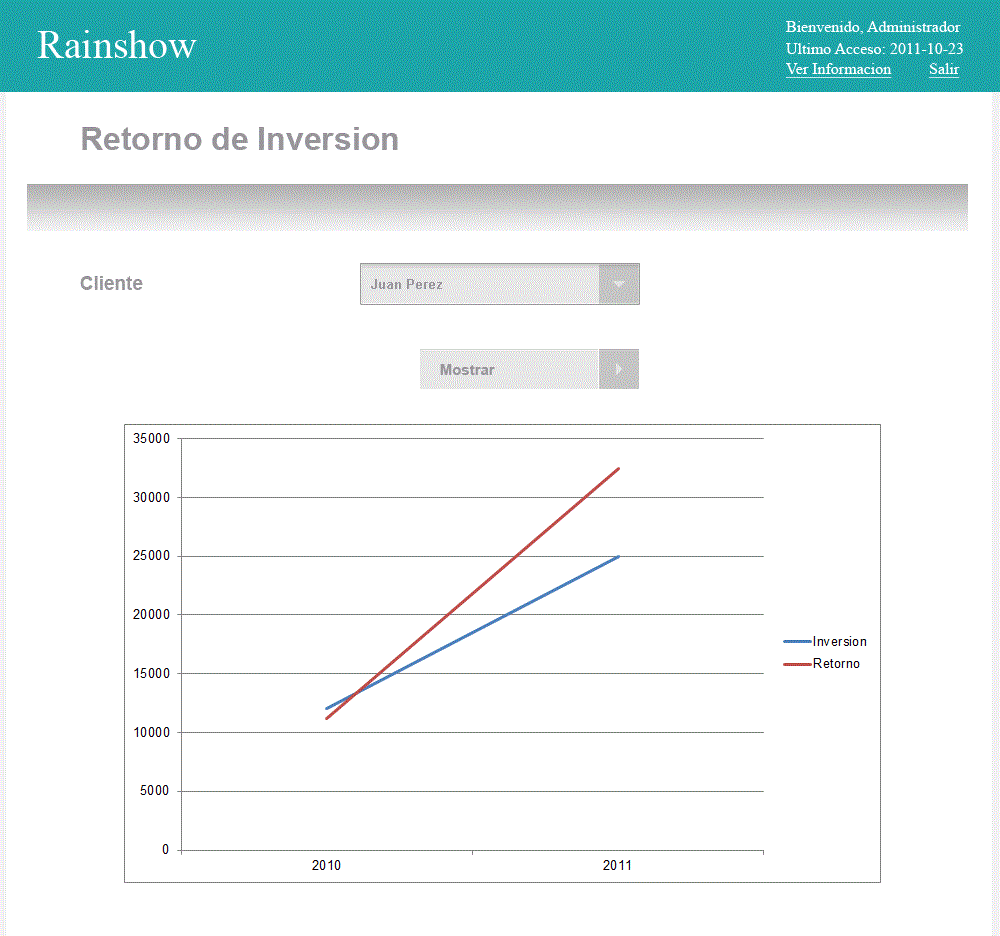 Rainshow
Bienvenido, Administrador
Ultimo Acceso: 2011-10-23
Ver Informacion Salir
Retorno de Inversion
Cliente Juan Perez
Mostrar
35000
30000
25000
20000
15000
10000
5000
0
2010 2011
Inversion
Retorno